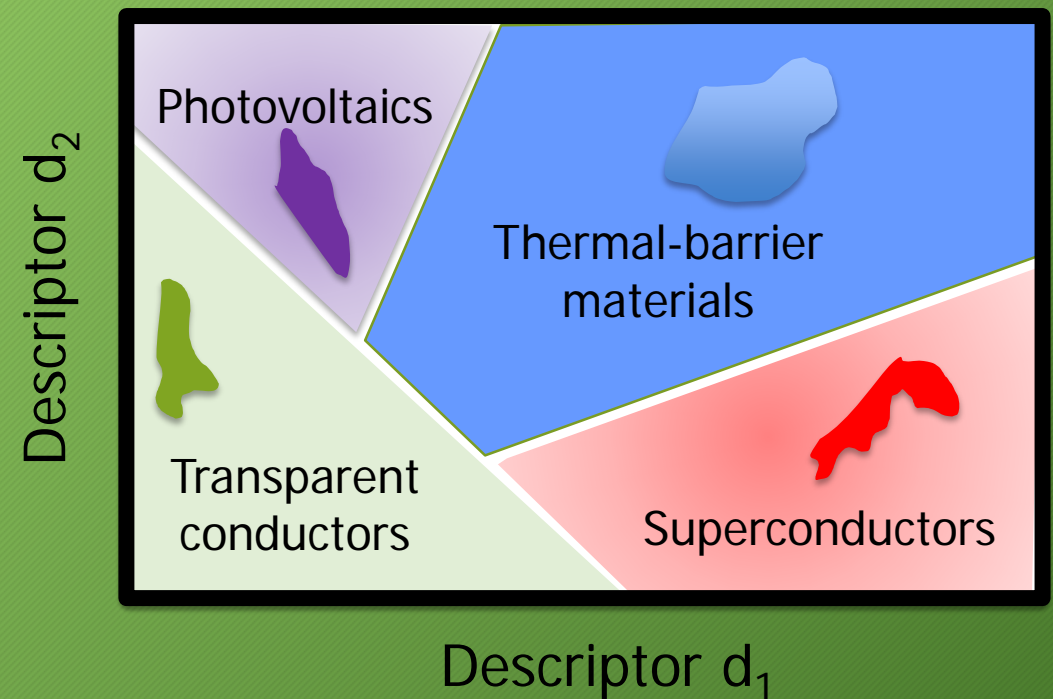 Photovoltaics
Descriptor d₂
Thermal-barrier
materials
Transparent
conductors
Superconductors
Descriptor d₁